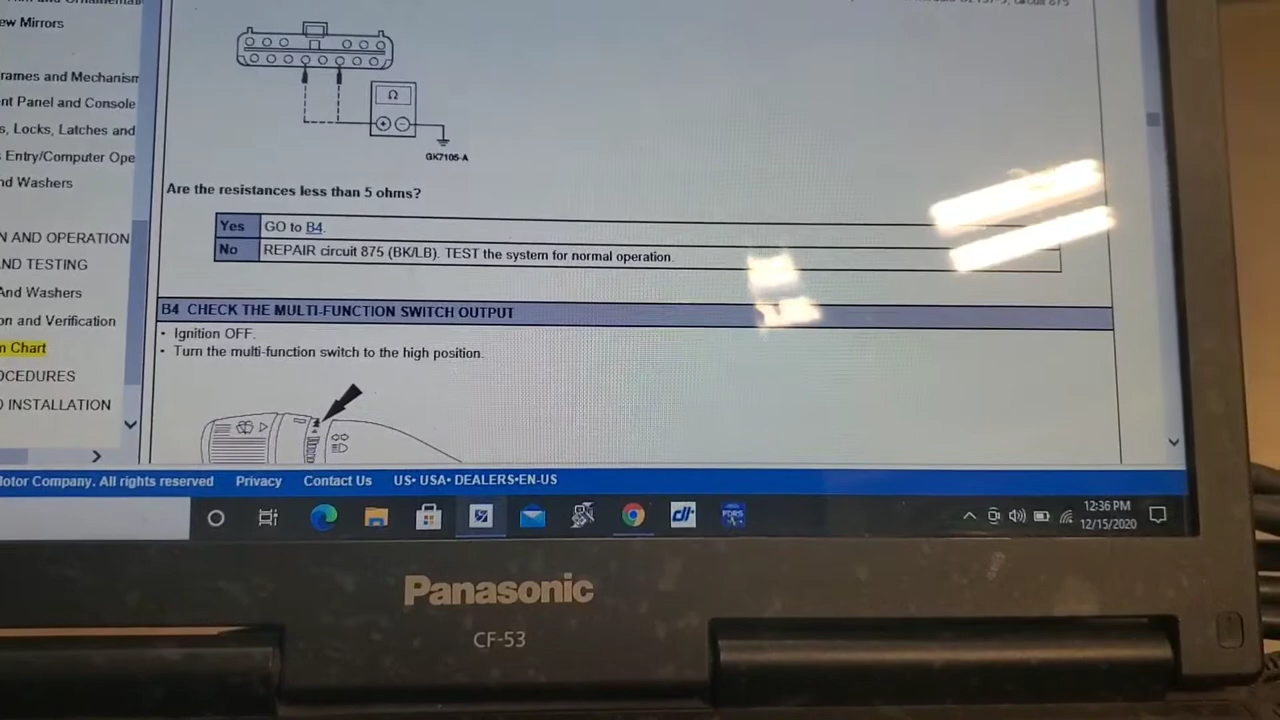 ew Mirrors
rames and Mechanism
nt Panel and Console
s, Locks, Latches and
Entry/Computer Ope
nd Washers
N AND OPERATION
ND TESTING
And Washers
on and Verification
n Chart
OCEDURES
INSTALLATION
Ω
GK7105-A
Are the resistances less than 5 ohms?
Yes GO to B4.
No REPAIR circuit 875 (BK/LB). TEST the system for normal operation.
B4 CHECK THE MULTI-FUNCTION SWITCH OUTPUT
• Ignition OFF.
• Turn the multi-function switch to the high position.
Motor Company. All rights reserved Privacy Contact Us US• USA• DEALERS•EN-US
FDRS
12:36 PM
12/15/2020
Panasonic
CF-53